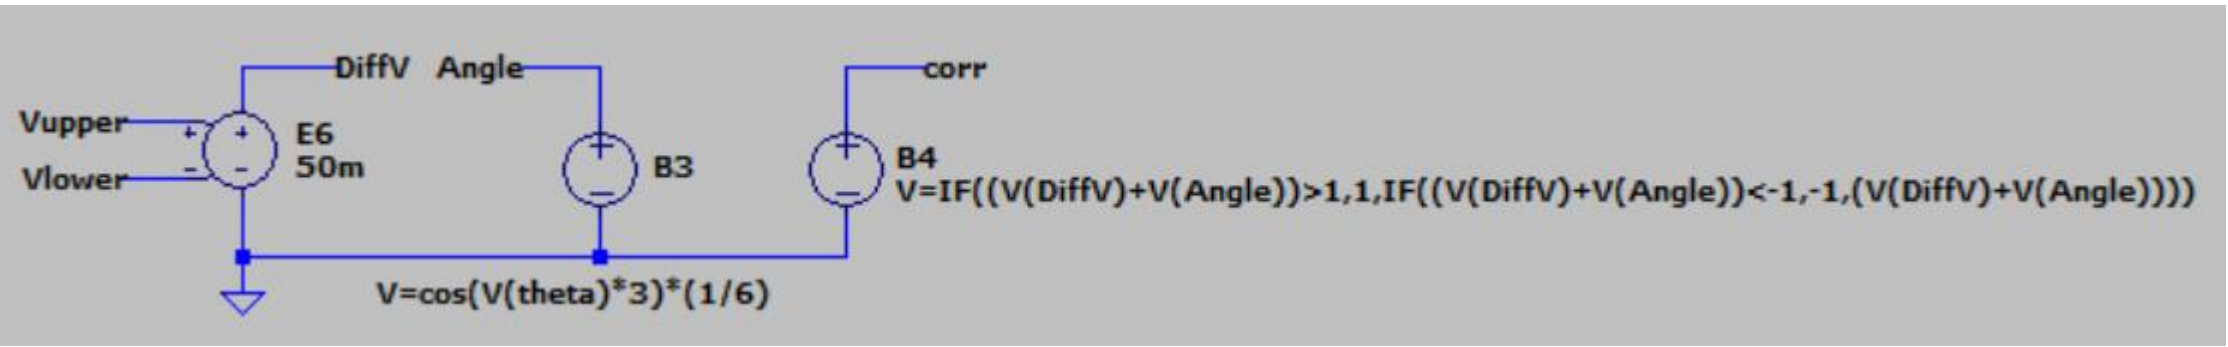 DiffV Angle
corr
Vupper
E6
50m
Vlower
B3
B4
V=IF((V(DiffV)+V(Angle))>1,1,IF((V(DiffV)+V(Angle))<-1,-1,(V(DiffV)+V(Angle))))
V=cos(V(theta)*3)*(1/6)